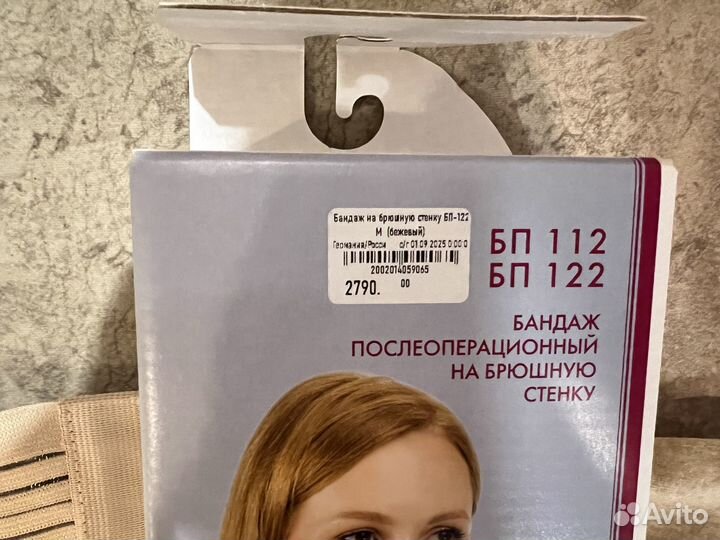 Бандаж на брюшную стенку БП-122
М (бежевый)
Германия/Росси с/г 01.09.2025 0:00:0
2002014059065
2790.00
БП 112
БП 122
БАНДАЖ
ПОСЛЕОПЕРАЦИОННЫЙ
НА БРЮШНУЮ
СТЕНКУ
Avito